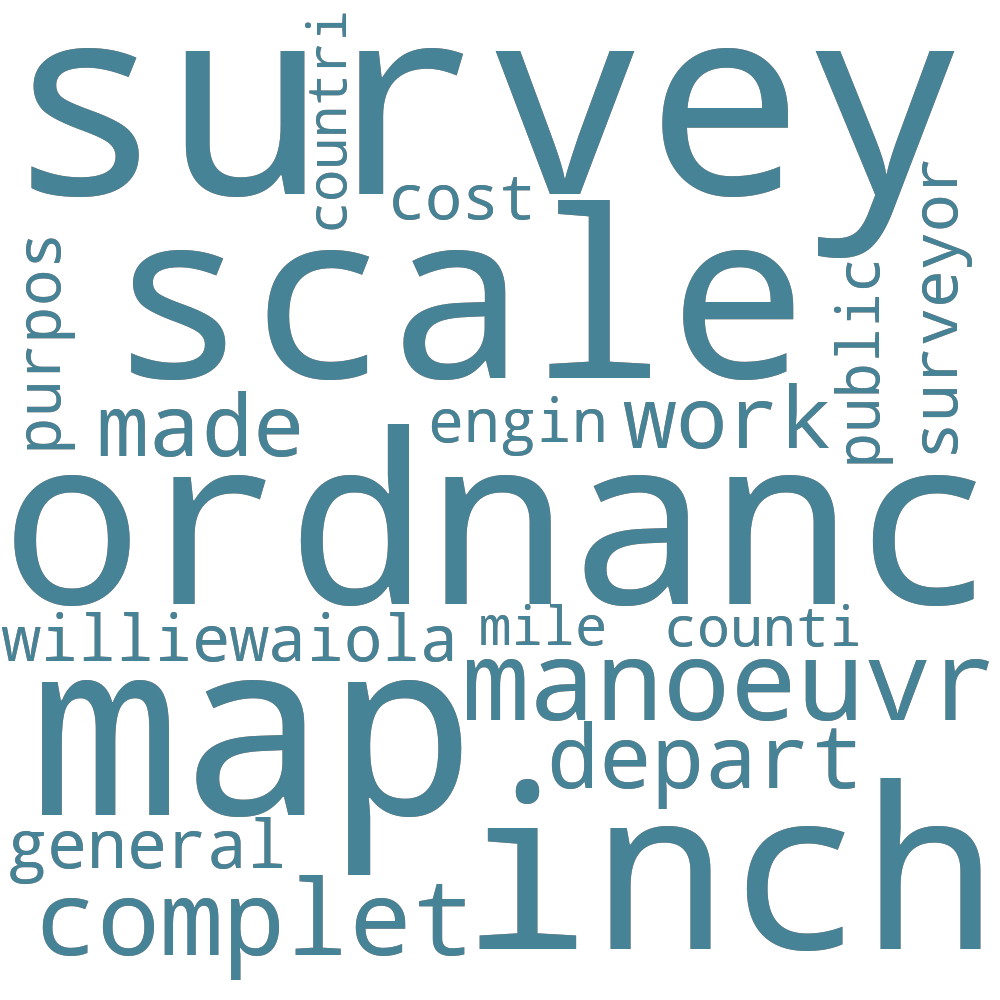 survey
countri
cost
scale
surveyor
purpos
public
made
engin
work
ordnanc
williewaiola
mile
counti
map
manoeuvr
depart
inch
general
complet